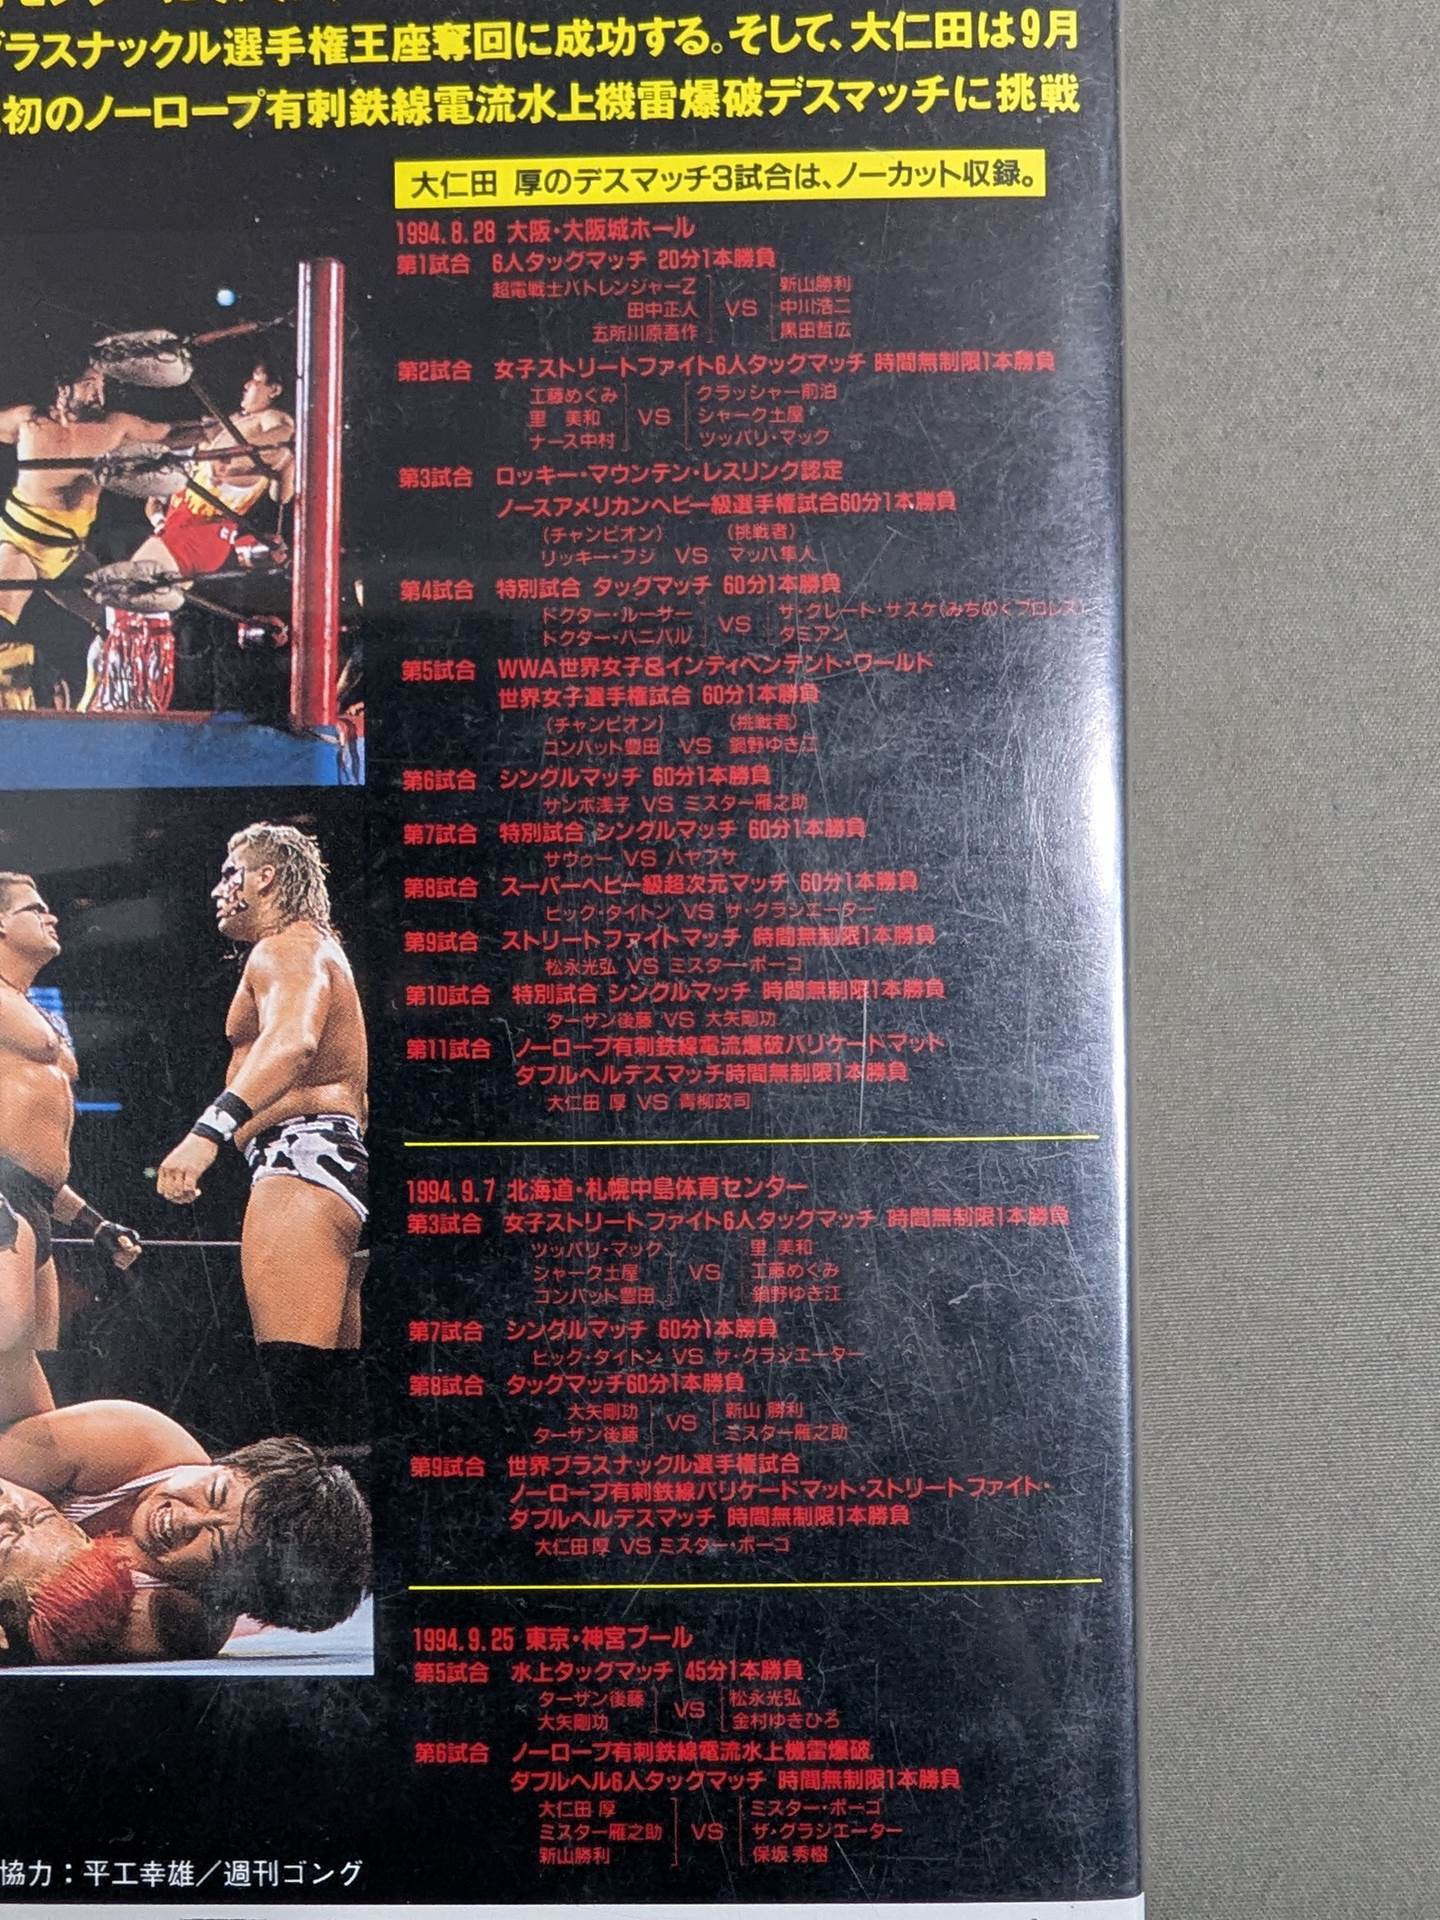 ブラスナックル選手権王座奪回に成功する。そして、大仁田は9月
初のノーロープ有刺鉄線電流水上機雷爆破デスマッチに挑戦
大仁田 厚のデスマッチ3試合は、ノーカット収録。
1994.8.28 大阪・大阪城ホール
第1試合 6人タッグマッチ 20分1本勝負
超電戦士バトレンジャーZ 新山勝利
田中正人 VS 中川浩二
五所川原吾作 黒田哲広
第2試合 女子ストリートファイト6人タッグマッチ 時間無制限1本勝負
工藤めぐみ クラッシャー前泊
里 美和 VS シャーク土屋
ナース中村 ツッパリ・マック
第3試合 ロッキー・マウンテン・レスリング認定
ノースアメリカンヘビー級選手権試合60分1本勝負
(チャンピオン) (挑戦者)
リッキー・フジ VS マッハ隼人
第4試合 特別試合 タッグマッチ 60分1本勝負
ドクター・ルーサー ザ・グレート・サスケ(みちのくプロレス)
VS
ドクター・ハニバル ダミアン
第5試合 WWA世界女子&インディペンデント・ワールド
世界女子選手権試合 60分1本勝負
(チャンピオン) (挑戦者)
コンバット豊田 VS 鍋野ゆき江
第6試合 シングルマッチ 60分1本勝負
サンボ浅子 VS ミスター雁之助
第7試合 特別試合 シングルマッチ 60分1本勝負
サヴゥー VS ハヤブサ
第8試合 スーパーヘビー級超次元マッチ 60分1本勝負
ビッグ・タイトン VS ザ・グラジエーター
第9試合 ストリートファイトマッチ 時間無制限1本勝負
松永光弘 VS ミスター・ポーゴ
第10試合 特別試合 シングルマッチ 時間無制限1本勝負
ターザン後藤 VS 大矢剛功
第11試合 ノーロープ有刺鉄線電流爆破バリケードマット
ダブルヘルデスマッチ時間無制限1本勝負
大仁田 厚 VS 青柳政司
1994.9.7 北海道・札幌中島体育センター
第3試合 女子ストリートファイト6人タッグマッチ 時間無制限1本勝負
ツッパリ・マック 里 美和
シャーク土屋 VS 工藤めぐみ
コンバット豊田 鍋野ゆき江
第7試合 シングルマッチ 60分1本勝負
ビッグ・タイトン VS ザ・グラジエーター
第8試合 タッグマッチ60分1本勝負
大矢剛功 新山 勝利
VS
ターザン後藤 ミスター雁之助
第9試合 世界ブラスナックル選手権試合
ノーロープ有刺鉄線バリケードマット・ストリートファイト・
ダブルヘルデスマッチ 時間無制限1本勝負
大仁田 厚 VS ミスター・ポーゴ
1994.9.25 東京・神宮プール
第5試合 水上タッグマッチ 45分1本勝負
ターザン後藤 松永光弘
VS
大矢剛功 金村ゆきひろ
第6試合 ノーロープ有刺鉄線電流水上機雷爆破
ダブルヘル6人タッグマッチ 時間無制限1本勝負
大仁田 厚 ミスター・ポーゴ
ミスター雁之助 VS ザ・グラジエーター
新山勝利 保坂 秀樹
協力：平工幸雄／週刊ゴング